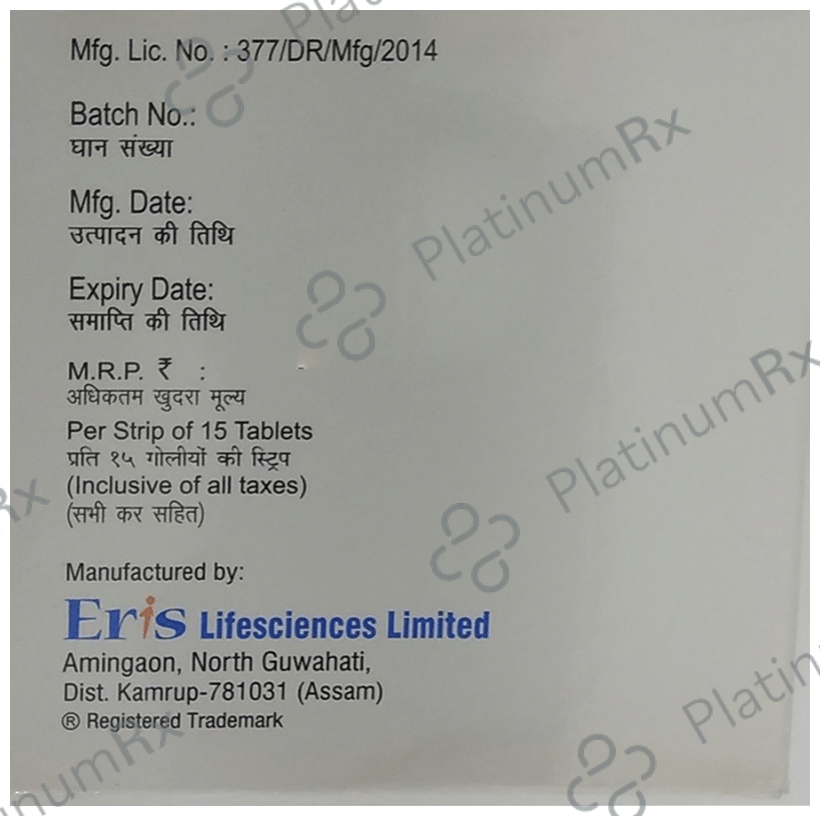 Mfg. Lic. No. : 377/DR/Mfg/2014
Batch No.:
घान संख्या
Mfg. Date:
उत्पादन की तिथि
Expiry Date:
समाप्ति की तिथि
M.R.P. ₹ :
अधिकतम खुदरा मूल्य
Per Strip of 15 Tablets
प्रति १५ गोलीयों की स्ट्रिप
(Inclusive of all taxes)
(सभी कर सहित)
Manufactured by:
Eris Lifesciences Limited
Amingaon, North Guwahati,
Dist. Kamrup-781031 (Assam)
® Registered Trademark
PlatinumRx
PlatinumRx